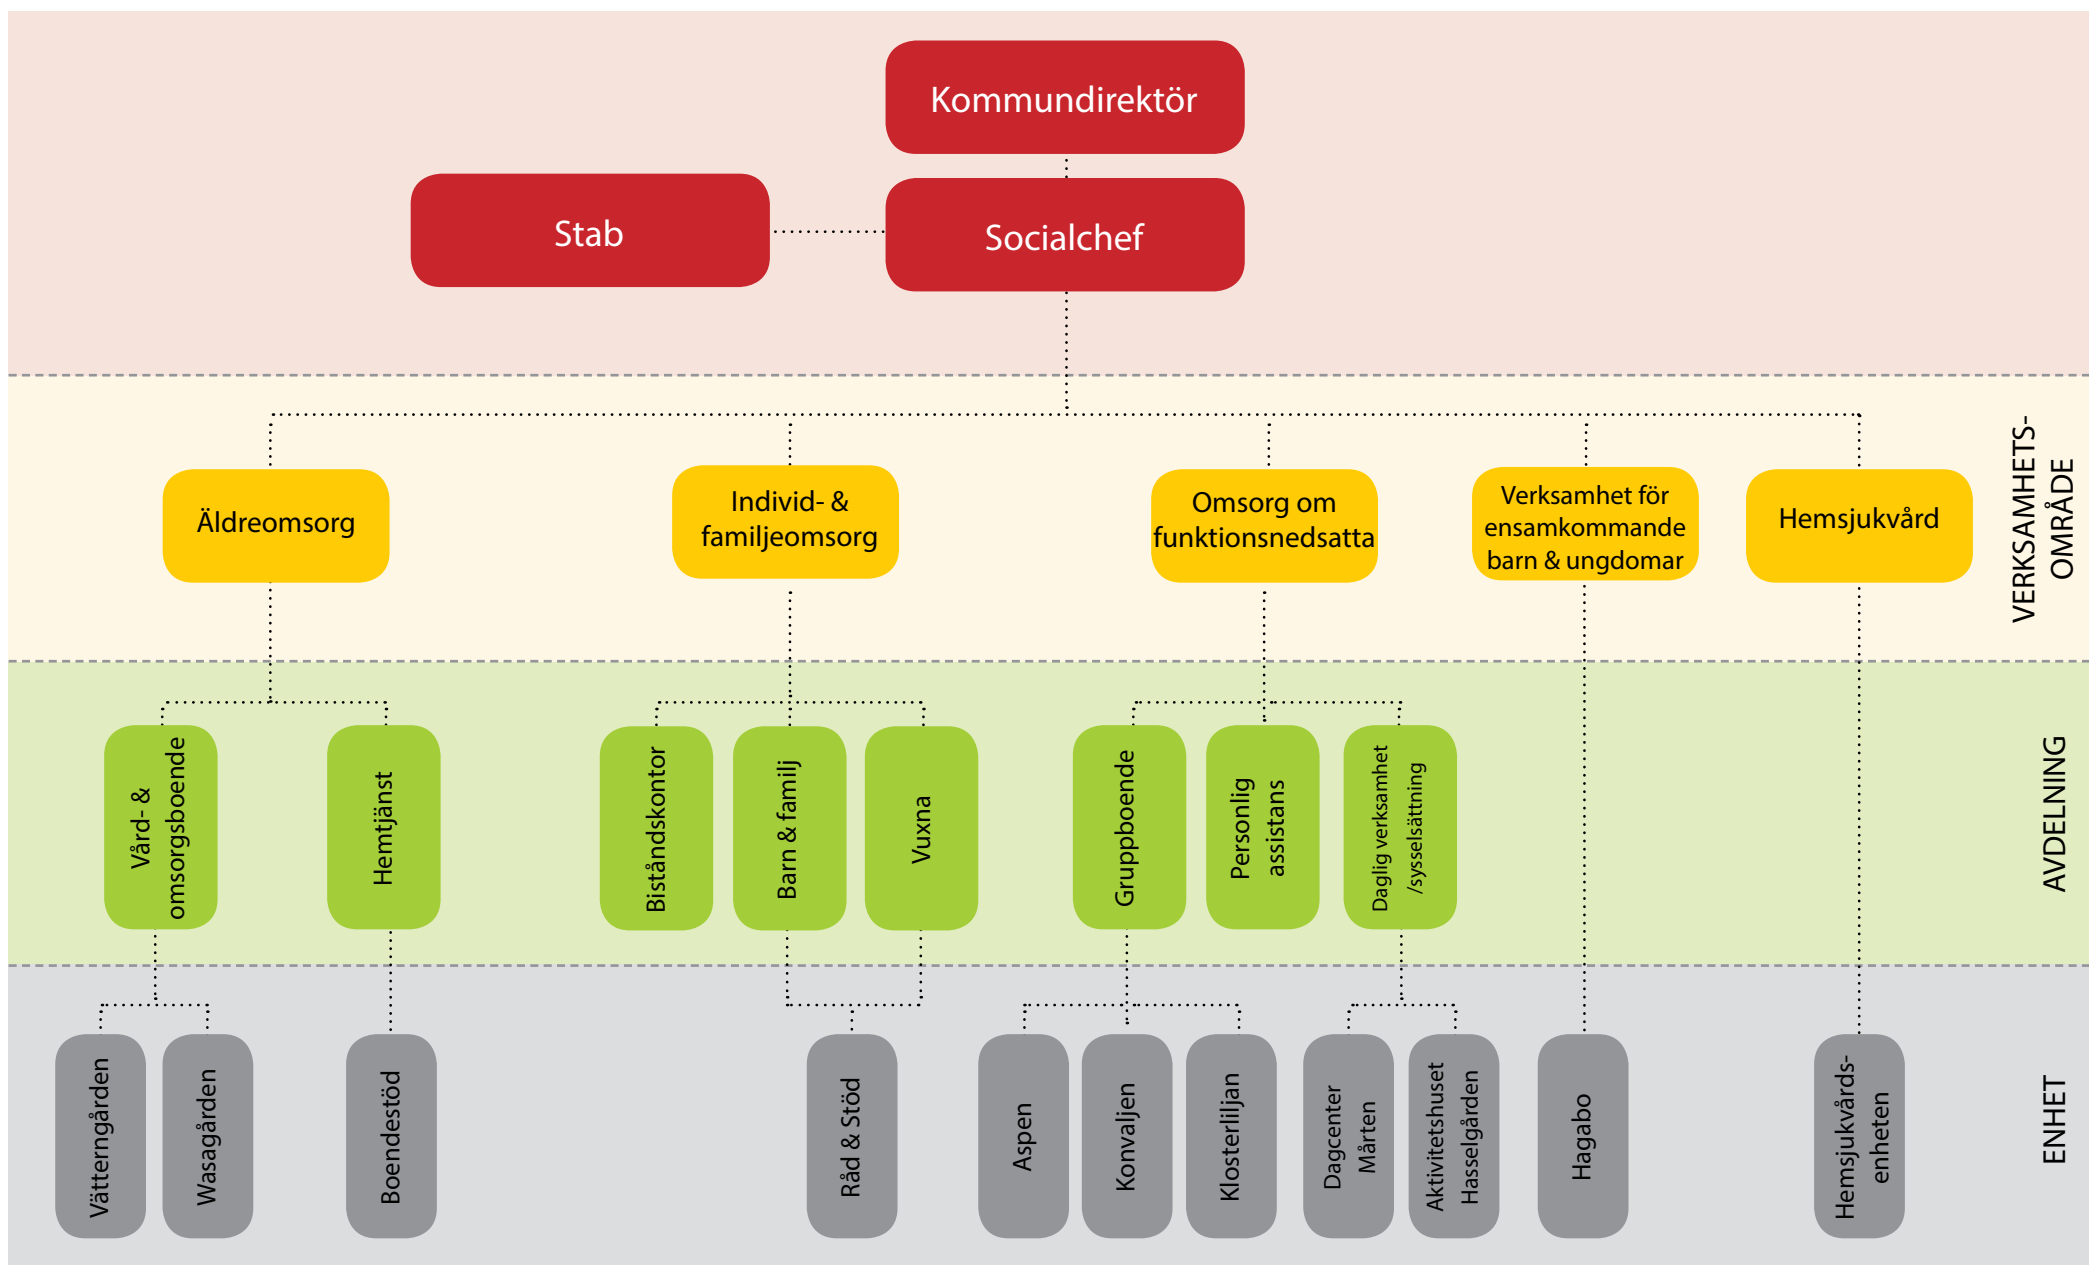 Kommundirektör
Stab
Socialchef
VERKSAMHETS-
OMRÅDE
Äldreomsorg
Individ- &
familjeomsorg
Omsorg om
funktionsnedsatta
Verksamhet för
ensamkommande
barn & ungdomar
Hemsjukvård
AVDELNING
Vård- &
omsorgsboende
Hemtjänst
Biståndskontor
Barn & familj
Vuxna
Gruppboende
Personlig
assistans
Daglig verksamhet
/sysselsättning
ENHET
Vätterngården
Wasagården
Boendestöd
Råd & Stöd
Aspen
Konvaljen
Klosterliljan
Dagcenter
Mårten
Aktivitetshuset
Hasselgården
Hagabo
Hemsjukvårds-
enheten